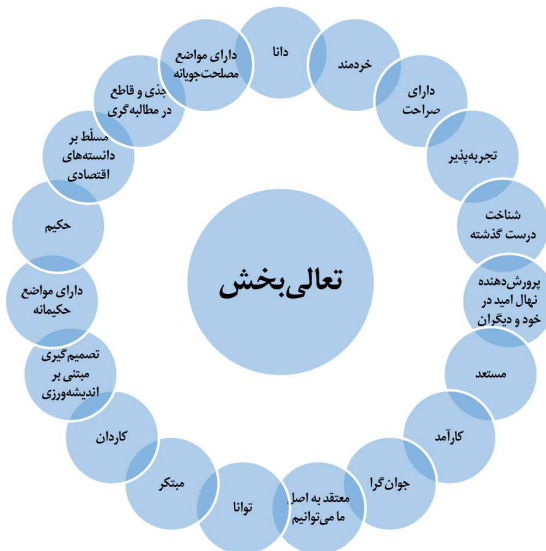 تعالی‌بخش
دانا
خردمند
دارای
صراحت
تجربه‌پذیر
شناخت
درست گذشته
پرورش‌دهنده
نهال امید در
خود و دیگران
مستعد
کارآمد
جوان‌گرا
معتقد به اصل
ما می‌توانیم
توانا
مبتکر
کاردان
تصمیم‌گیری
مبتنی بر
اندیشه‌ورزی
دارای مواضع
حکیمانه
حکیم
مسلّط بر
دانسته‌های
اقتصادی
جدّی و قاطع
در مطالبه‌گری
دارای مواضع
مصلحت‌جویانه